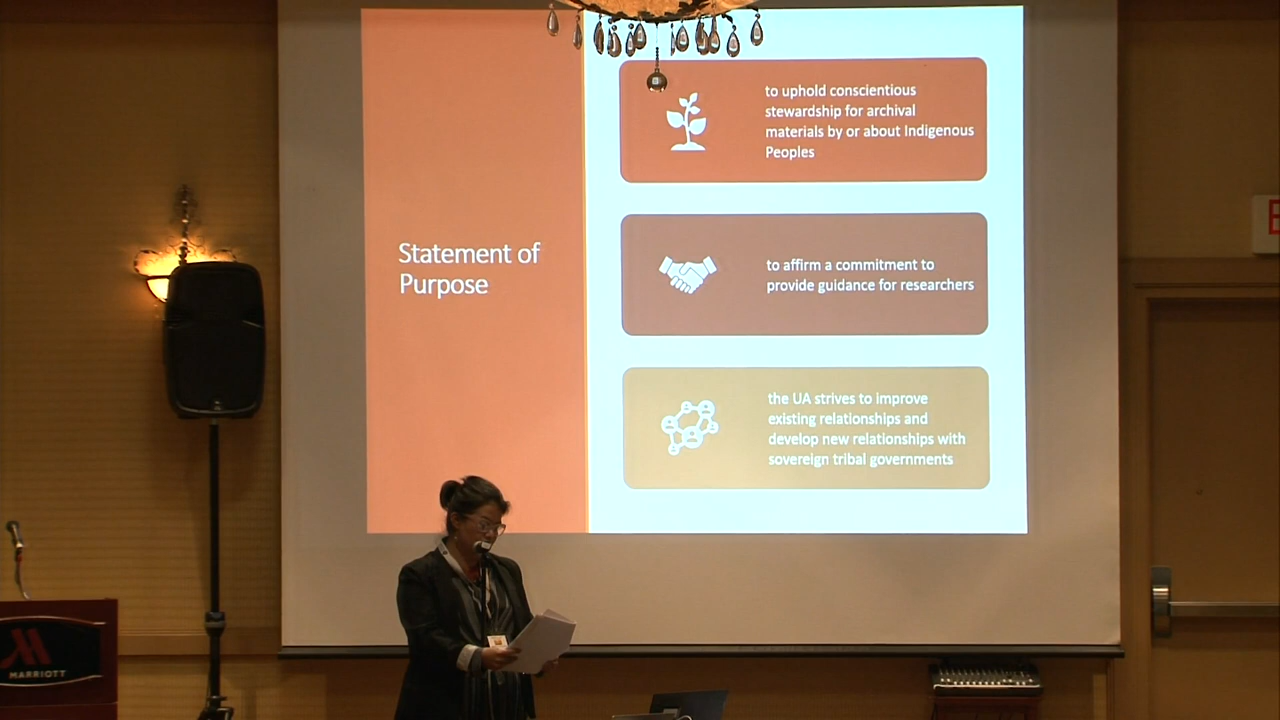 to uphold conscientious
stewardship for archival
materials by or about Indigenous
Peoples
Statement of
Purpose
to affirm a commitment to
provide guidance for researchers
the UA strives to improve
existing relationships and
develop new relationships with
sovereign tribal governments
MARRIOTT